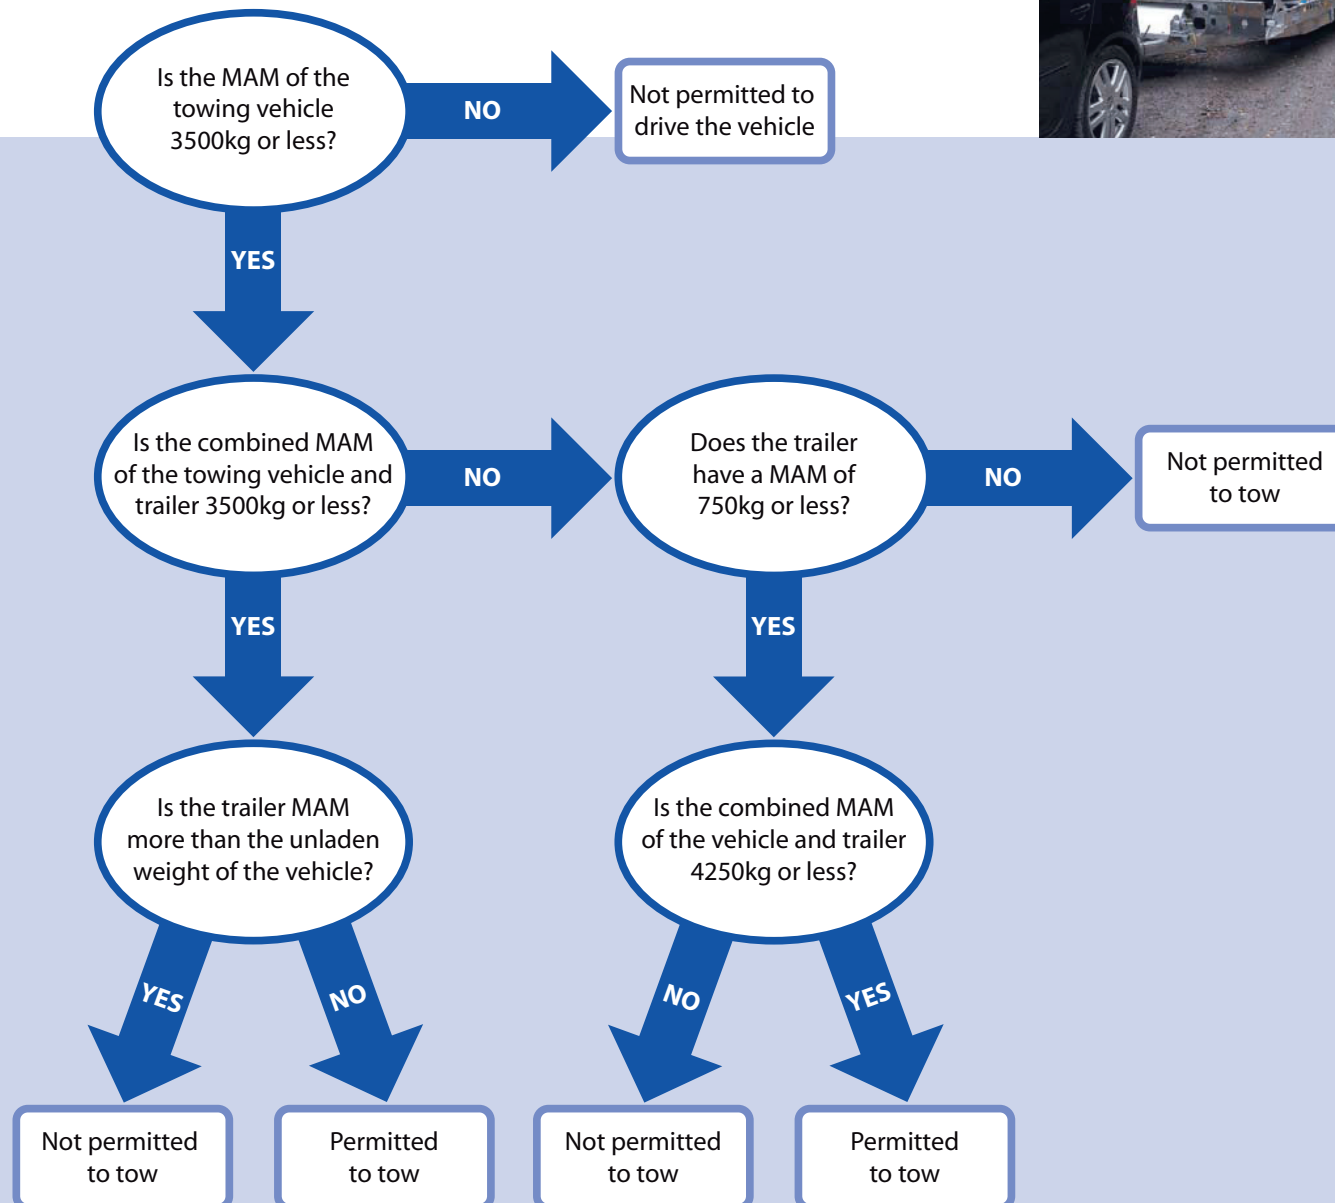 Is the MAM of the
towing vehicle
3500kg or less?
NO
Not permitted to
drive the vehicle
YES
Is the combined MAM
of the towing vehicle and
trailer 3500kg or less?
NO
Does the trailer
have a MAM of
750kg or less?
NO
Not permitted
to tow
YES
YES
Is the trailer MAM
more than the unladen
weight of the vehicle?
Is the combined MAM
of the vehicle and trailer
4250kg or less?
YES
NO
NO
YES
Not permitted
to tow
Permitted
to tow
Not permitted
to tow
Permitted
to tow